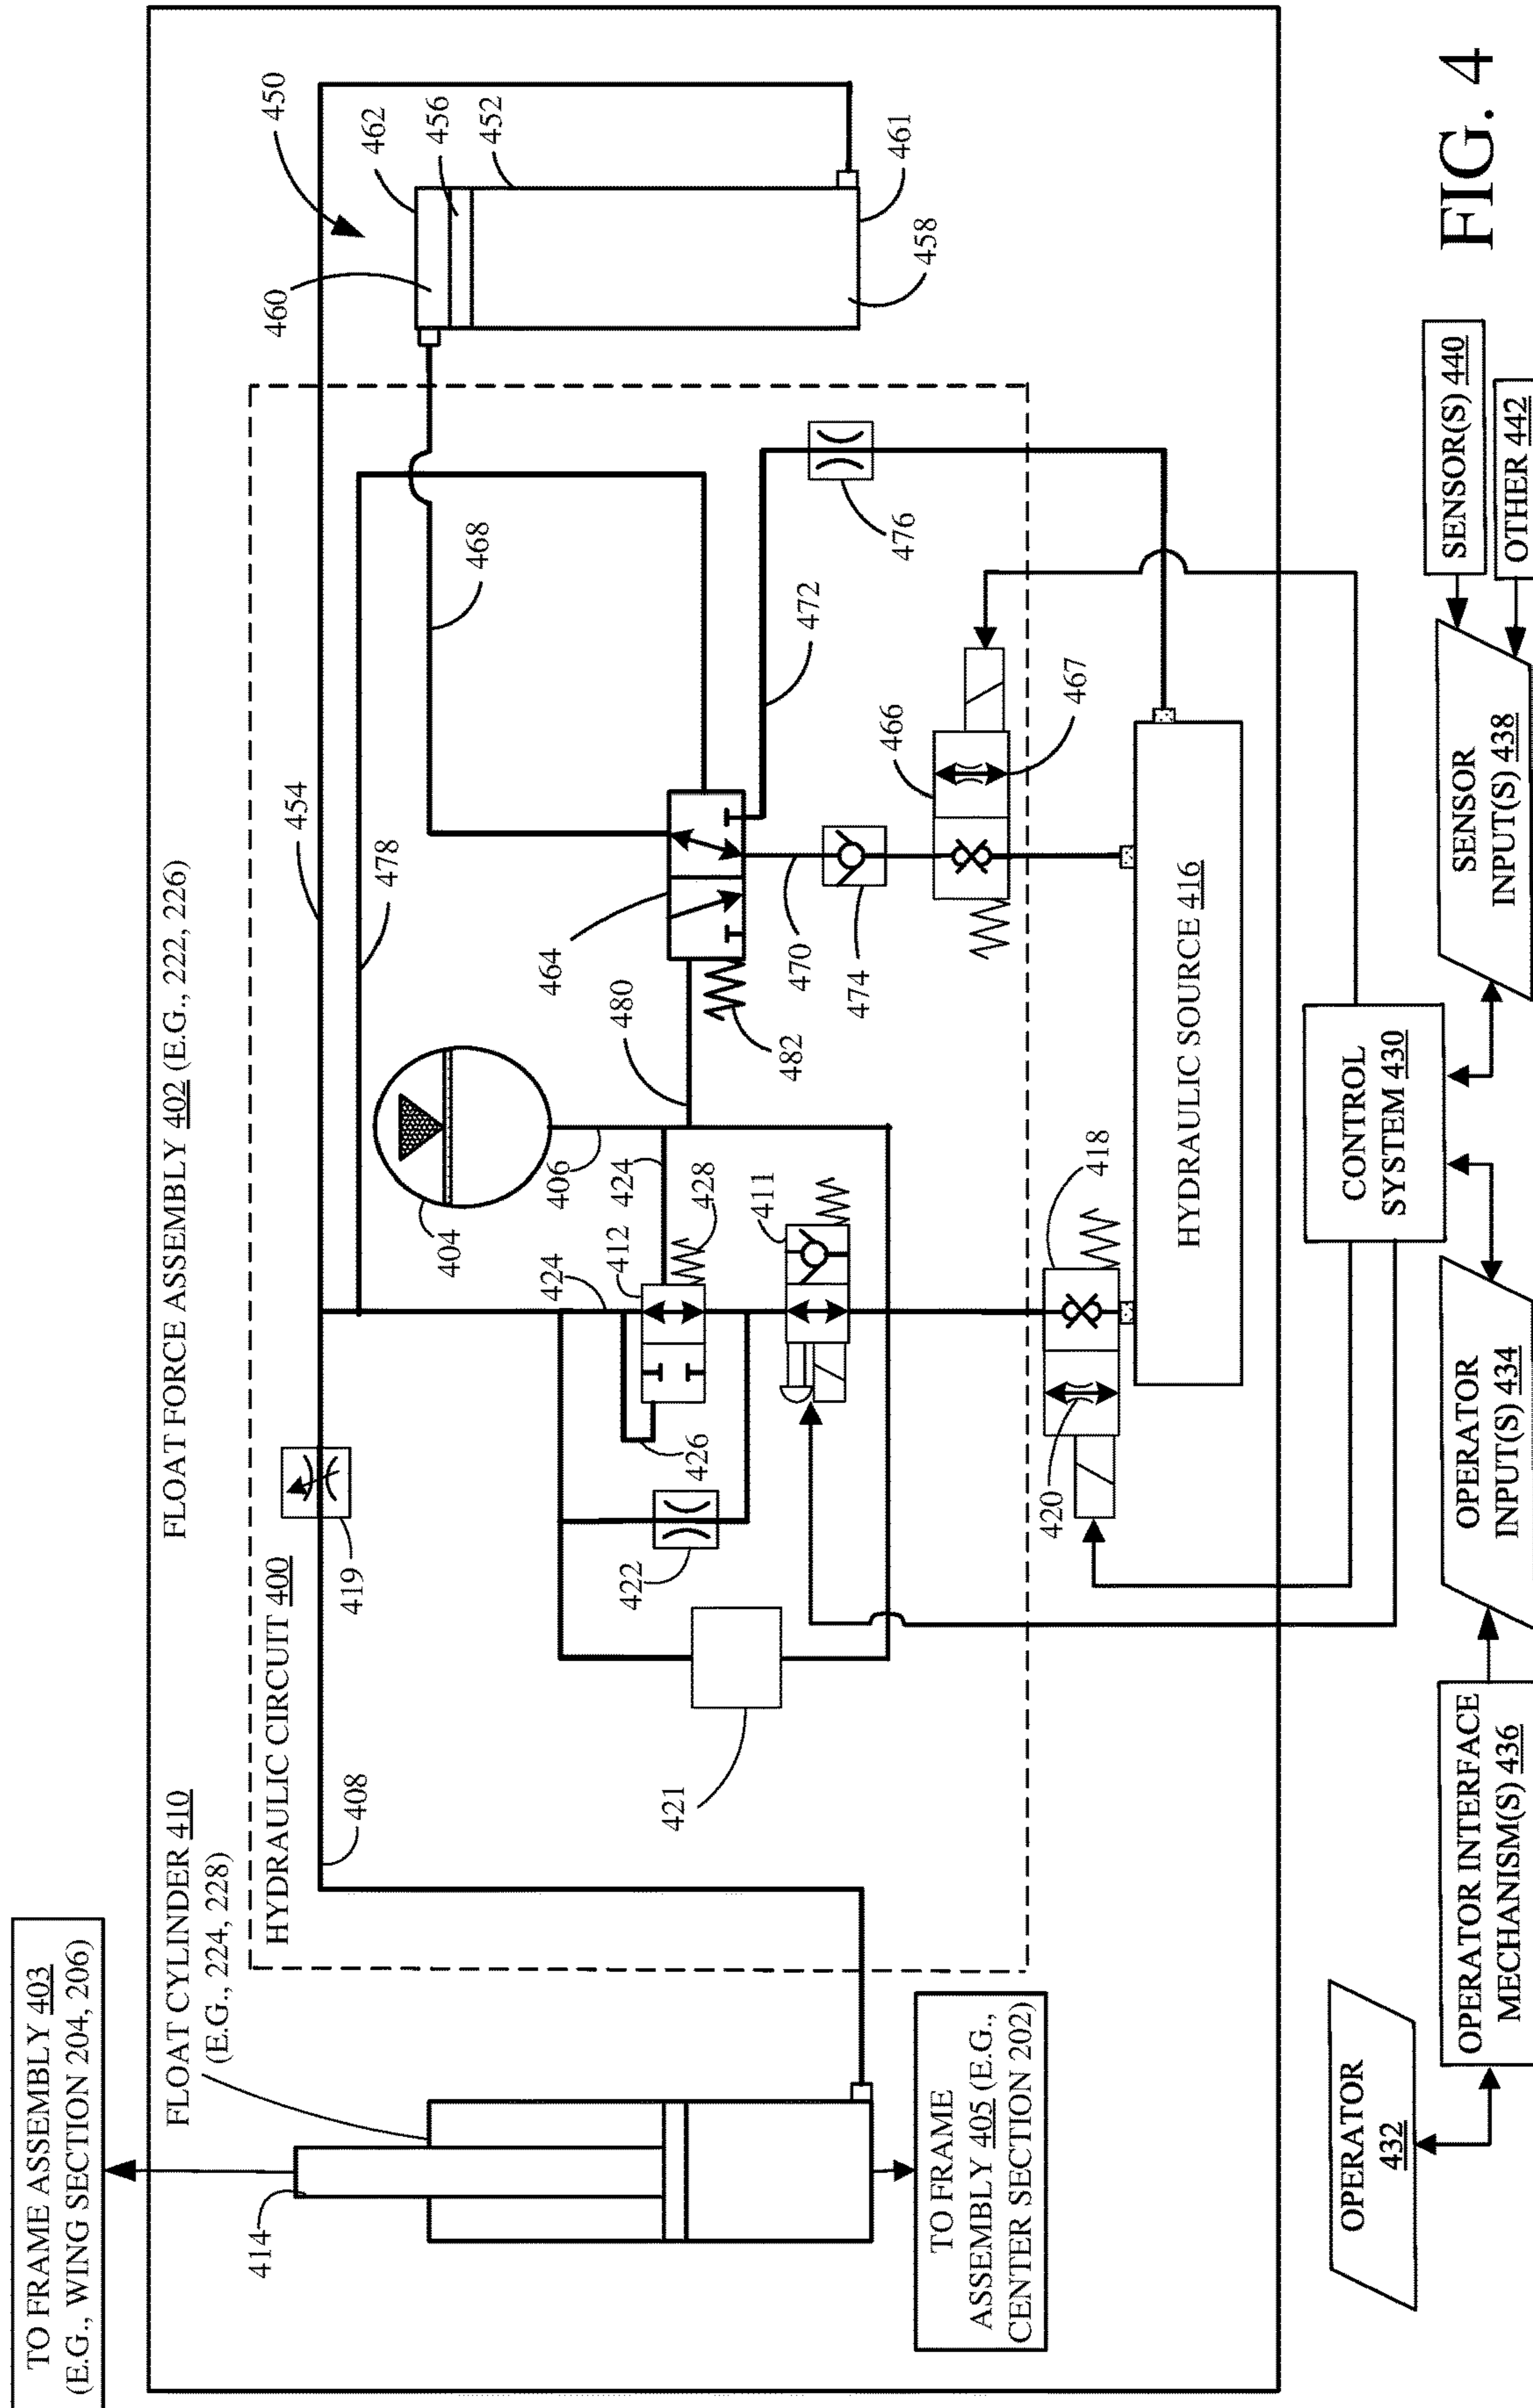 TO FRAME ASSEMBLY 403
(E.G., WING SECTION 204, 206)
FLOAT CYLINDER 410
(E.G., 224, 228)
FLOAT FORCE ASSEMBLY 402 (E.G., 222, 226)
HYDRAULIC CIRCUIT 400
414
408
419
454
478
450
462
460
456
452
461
458
468
404
406
424
424
412
428
426
422
421
411
480
464
482
470
474
472
476
466
467
418
420
HYDRAULIC SOURCE 416
TO FRAME
ASSEMBLY 405 (E.G.,
CENTER SECTION 202)
OPERATOR
432
OPERATOR INTERFACE
MECHANISM(S) 436
OPERATOR
INPUT(S) 434
CONTROL
SYSTEM 430
SENSOR
INPUT(S) 438
SENSOR(S) 440
OTHER 442
FIG. 4